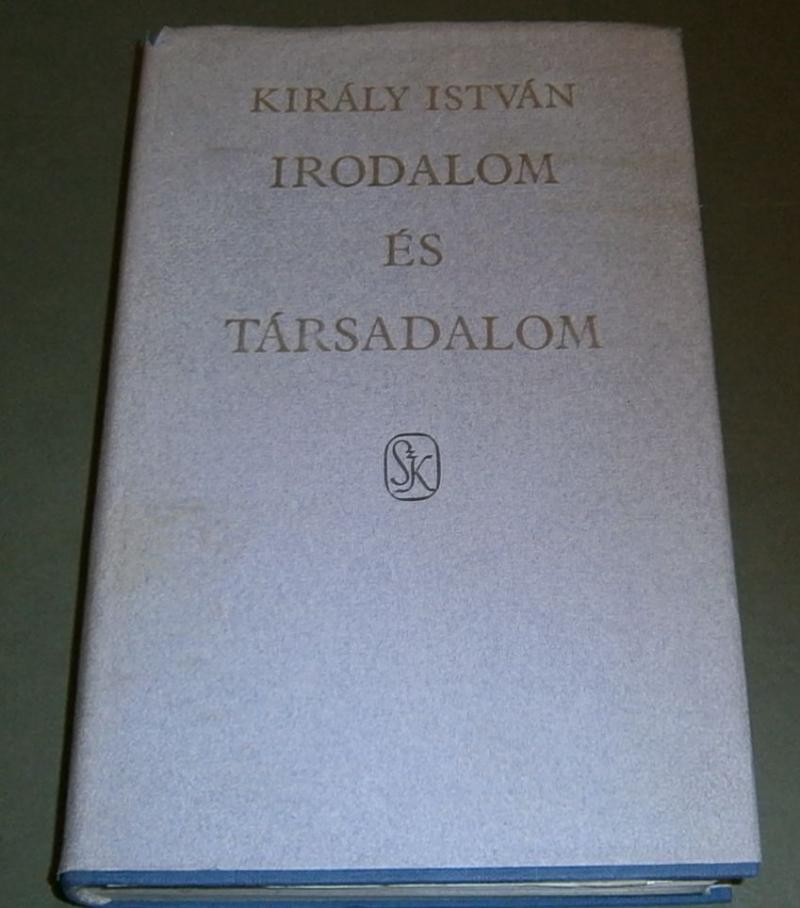 KIRÁLY ISTVÁN
IRODALOM
ÉS
TÁRSADALOM
SzK